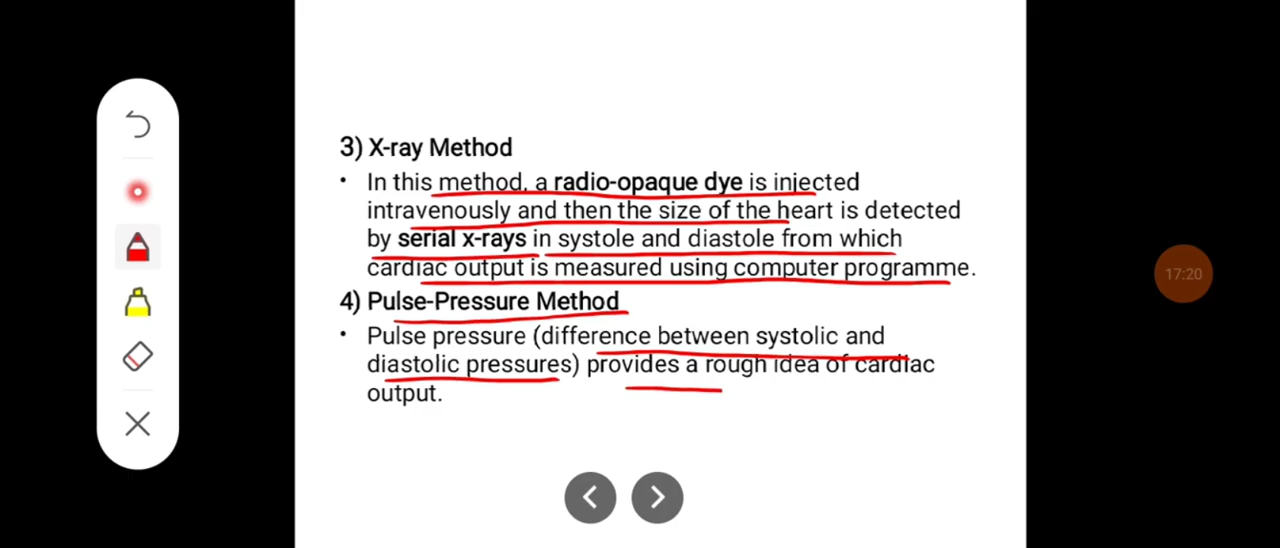 3) X-ray Method
• In this method, a radio-opaque dye is injected
intravenously and then the size of the heart is detected
by serial x-rays in systole and diastole from which
cardiac output is measured using computer programme.
4) Pulse-Pressure Method
• Pulse pressure (difference between systolic and
diastolic pressures) provides a rough idea of cardiac
output.
17:20